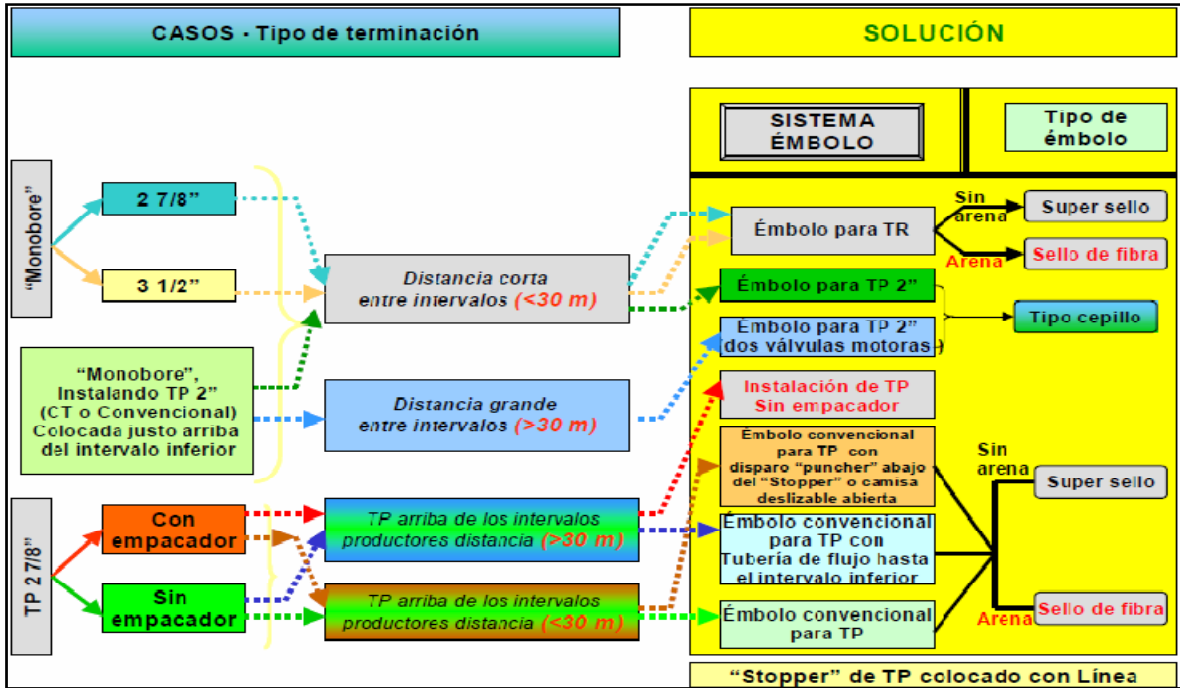 CASOS - Tipo de terminación
SOLUCIÓN
SISTEMA
ÉMBOLO
Tipo de
émbolo
"Monobore"
2 7/8"
3 1/2"
Distancia corta
entre intervalos (<30 m)
Émbolo para TR
Sin
arena
Super sello
Arena
Sello de fibra
Émbolo para TP 2"
Émbolo para TP 2"
(dos válvulas motoras)
Tipo cepillo
"Monobore",
Instalando TP 2"
(CT o Convencional)
Colocada justo arriba
del intervalo inferior
Distancia grande
entre intervalos (>30 m)
Instalación de TP
Sin empacador
Émbolo convencional
para TP con
disparo "puncher" abajo
del "Stopper" o camisa
deslizable abierta
TP 2 7/8"
Con
empacador
Sin
empacador
TP arriba de los intervalos
productores distancia (>30 m)
TP arriba de los intervalos
productores distancia (<30 m)
Émbolo convencional
para TP con
Tubería de flujo hasta
el intervalo inferior
Émbolo convencional
para TP
Sin
arena
Super sello
Arena
Sello de fibra
"Stopper" de TP colocado con Línea